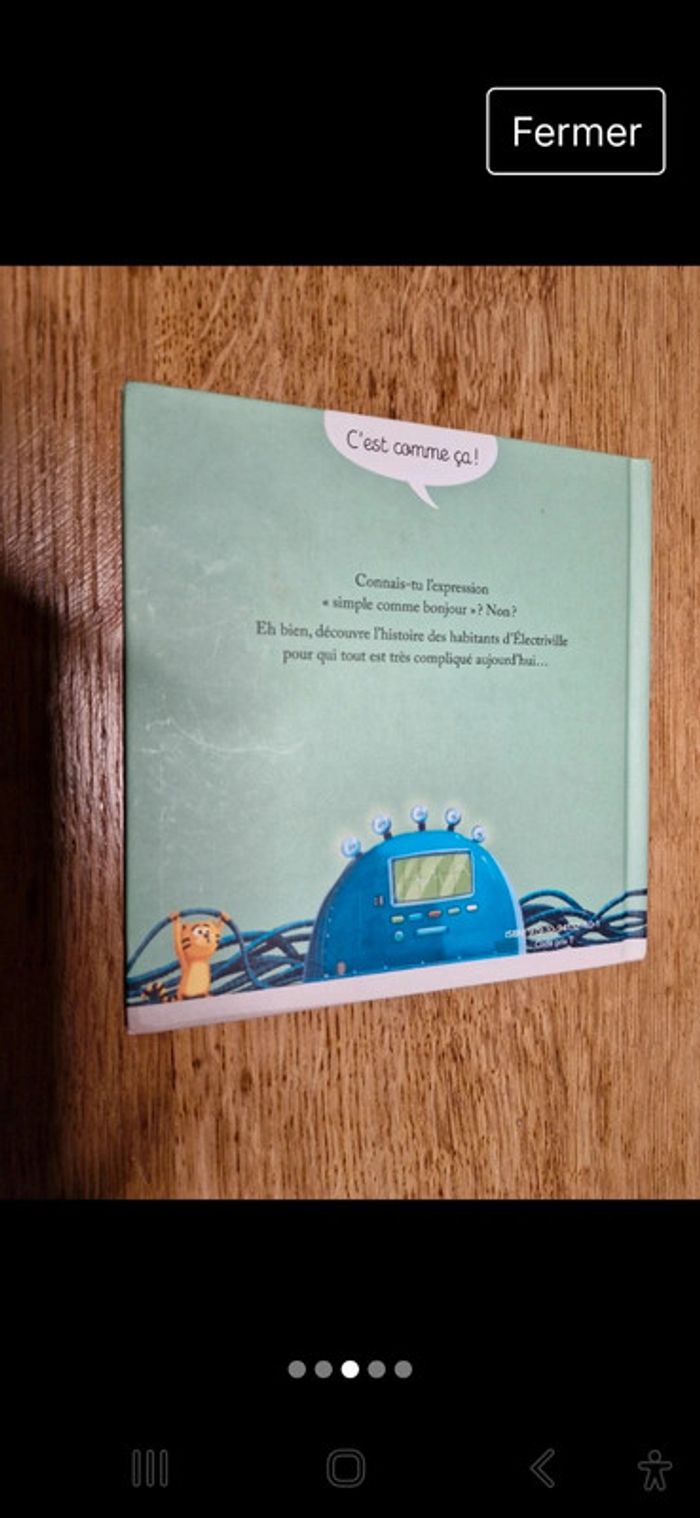 Fermer
C'est comme ça!
Connais-tu l'expression
« simple comme bonjour »? Non?
Eh bien, découvre l'histoire des habitants d'Électriville
pour qui tout est très compliqué aujourd'hui...